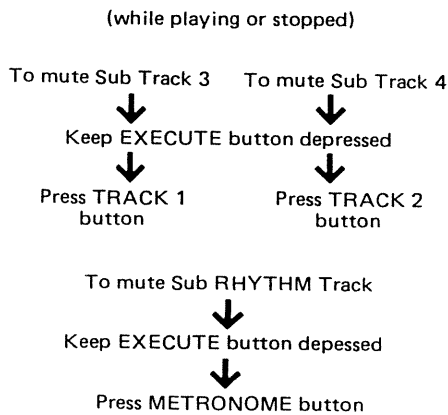 (while playing or stopped)
To mute Sub Track 3
To mute Sub Track 4
Keep EXECUTE button depressed
Press TRACK 1
button
Press TRACK 2
button
To mute Sub RHYTHM Track
Keep EXECUTE button depessed
Press METRONOME button